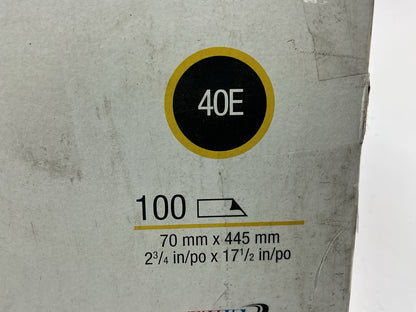 40E
100
70 mm x 445 mm
2¾ in/po x 17½ in/po